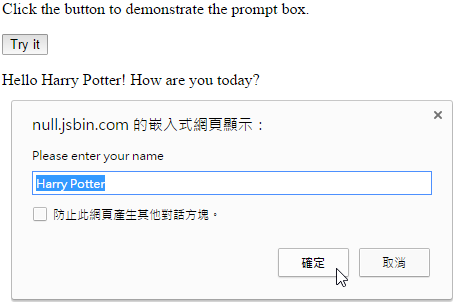 Click the button to demonstrate the prompt box.
Try it
Hello Harry Potter! How are you today?
null.jsbin.com 的嵌入式網頁顯示：
Please enter your name
Harry Potter
防止此網頁產生其他對話方塊。
確定 取消